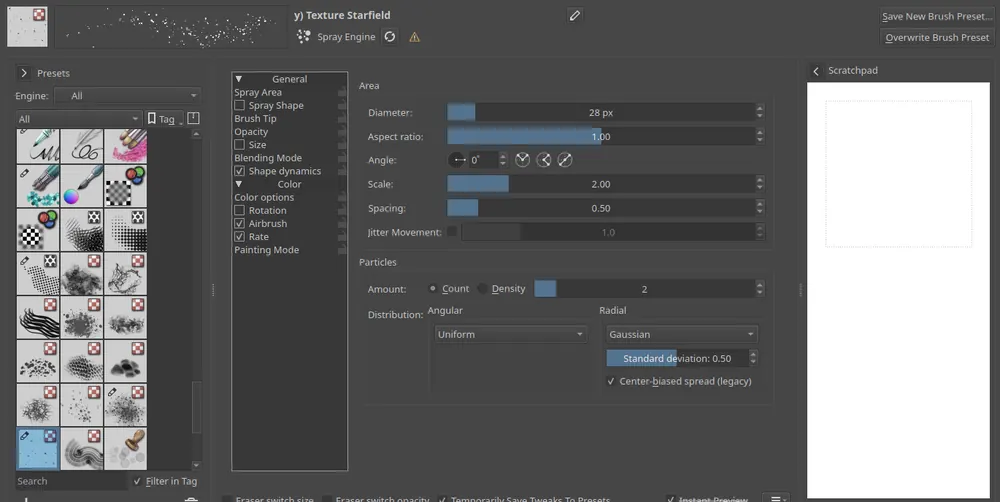 y) Texture Starfield
Spray Engine
Save New Brush Preset...
Overwrite Brush Preset
Presets
Engine: All
All
Tag
Search
Filter in Tag
General
Spray Area
Spray Shape
Brush Tip
Opacity
Size
Blending Mode
Shape dynamics
Color
Color options
Rotation
Airbrush
Rate
Painting Mode
Area
Diameter: 28 px
Aspect ratio: 1.00
Angle: 0°
Scale: 2.00
Spacing: 0.50
Jitter Movement: 1.0
Particles
Amount: Count Density 2
Distribution: Angular Radial
Uniform Gaussian
Standard deviation: 0.50
Center-biased spread (legacy)
Scratchpad
Eraser switch size Eraser switch opacity Temporarily Save Tweaks To Presets Instant Preview